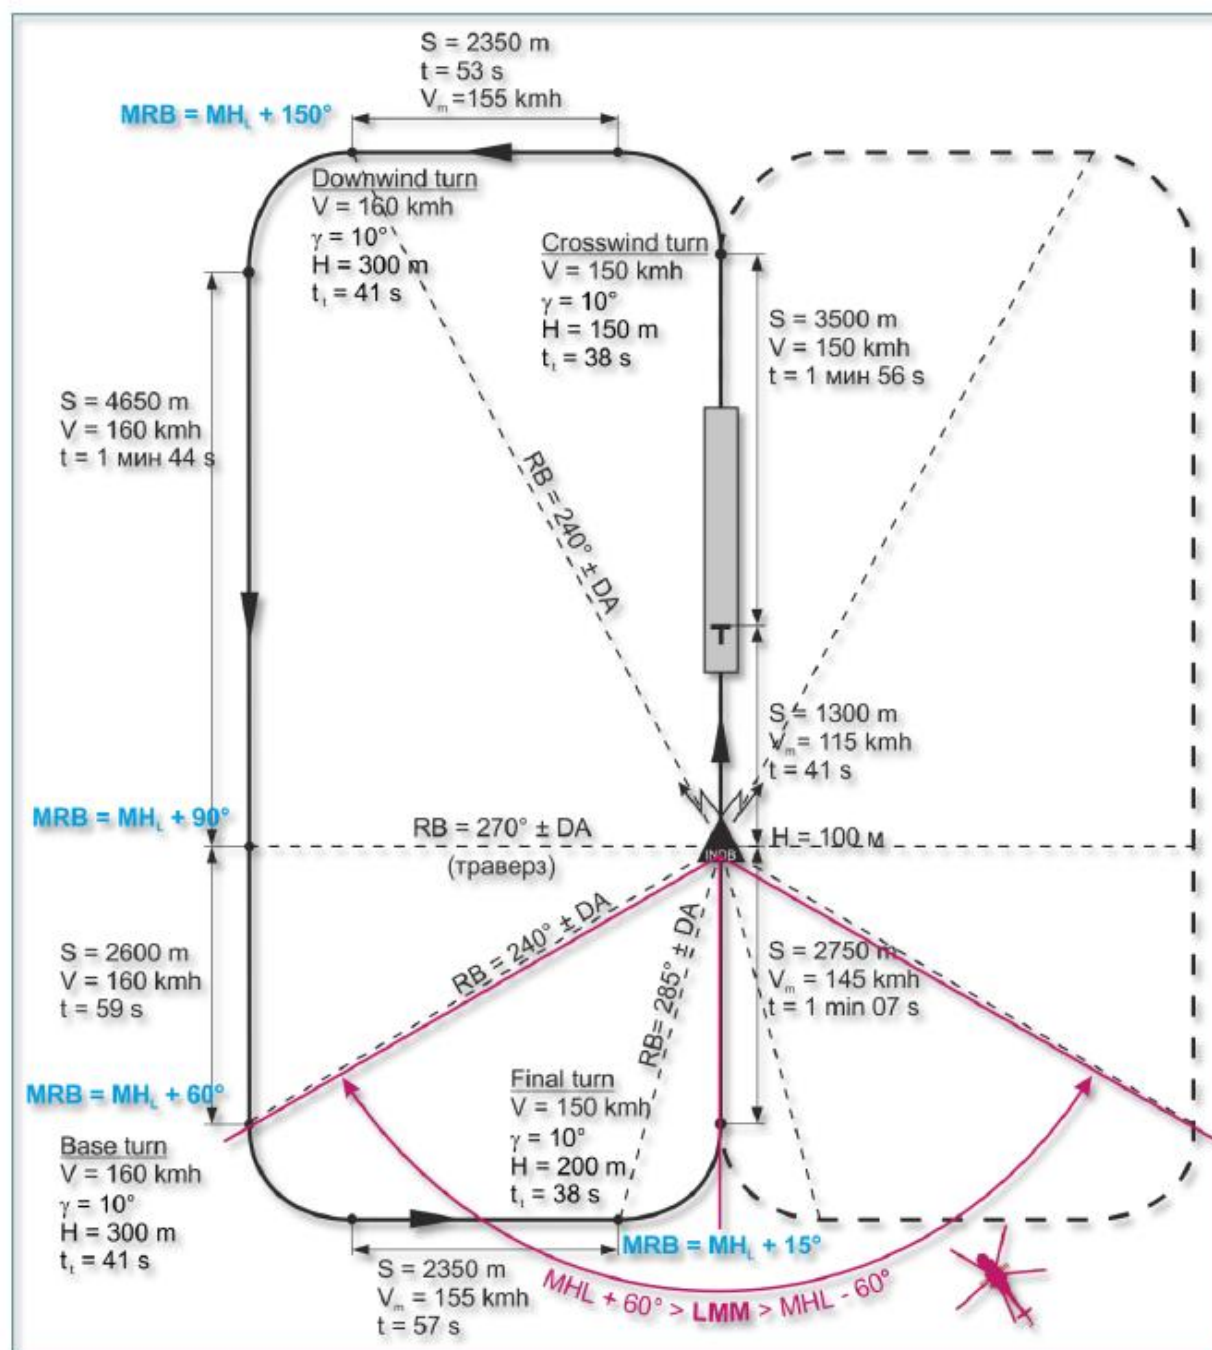 S = 2350 m
t = 53 s
Vm =155 kmh
MRB = MHL + 150°
Downwind turn
V = 160 kmh
γ = 10°
H = 300 m
tt = 41 s
Crosswind turn
V = 150 kmh
γ = 10°
H = 150 m
tt = 38 s
S = 3500 m
V = 150 kmh
t = 1 мин 56 s
S = 4650 m
V = 160 kmh
t = 1 мин 44 s
RB = 240° ± DA
T
S = 1300 m
Vm = 115 kmh
t = 41 s
MRB = MHL + 90°
RB = 270° ± DA
(траверз)
INDB
H = 100 м
S = 2600 m
V = 160 kmh
t = 59 s
RB = 240° ± DA
RB= 285° ± DA
S = 2750 m
Vm = 145 kmh
t = 1 min 07 s
MRB = MHL + 60°
Base turn
V = 160 kmh
γ = 10°
H = 300 m
tt = 41 s
Final turn
V = 150 kmh
γ = 10°
H = 200 m
tt = 38 s
MRB = MHL + 15°
S = 2350 m
Vm = 155 kmh
t = 57 s
MHL + 60° > LMM > MHL - 60°